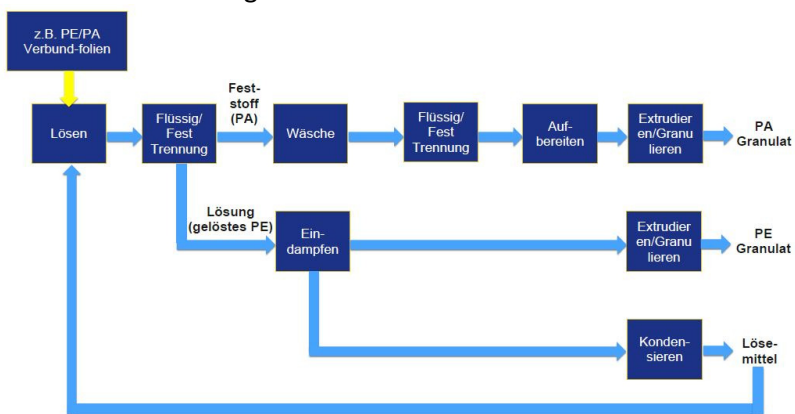 z.B. PE/PA
Verbund-folien
Lösen
Flüssig/
Fest
Trennung
Fest-
stoff
(PA)
Wäsche
Flüssig/
Fest
Trennung
Auf-
bereiten
Extrudier
en/Granu
lieren
PA
Granulat
Lösung
(gelöstes PE)
Ein-
dampfen
Extrudier
en/Granu
lieren
PE
Granulat
Konden-
sieren
Löse-
mittel